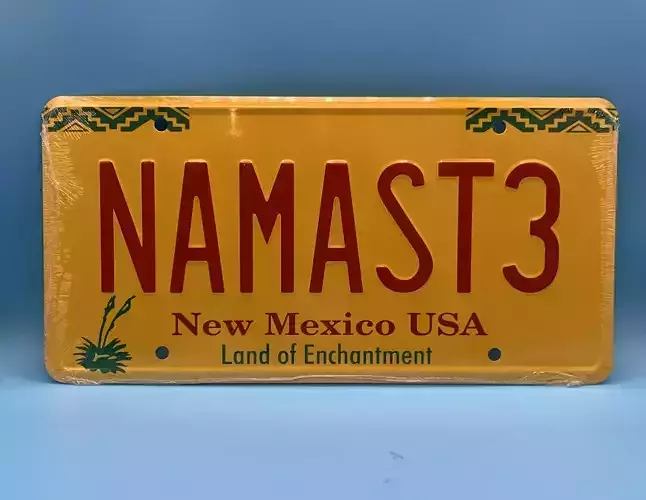 NAMAST3
New Mexico USA
Land of Enchantment